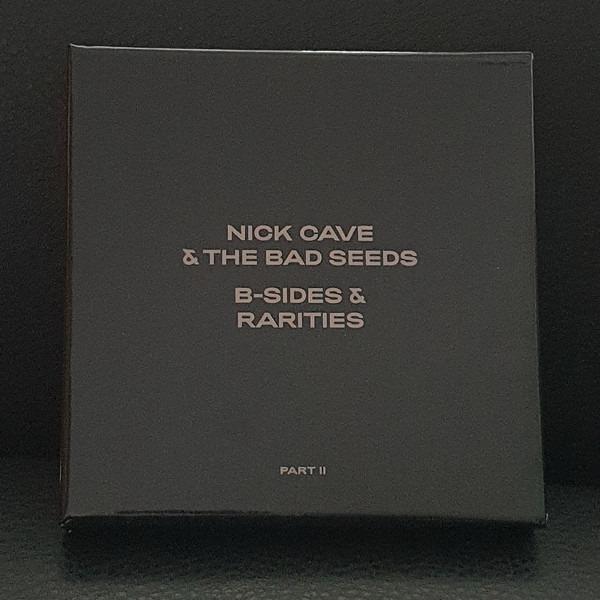 NICK CAVE
& THE BAD SEEDS
B-SIDES &
RARITIES
PART II